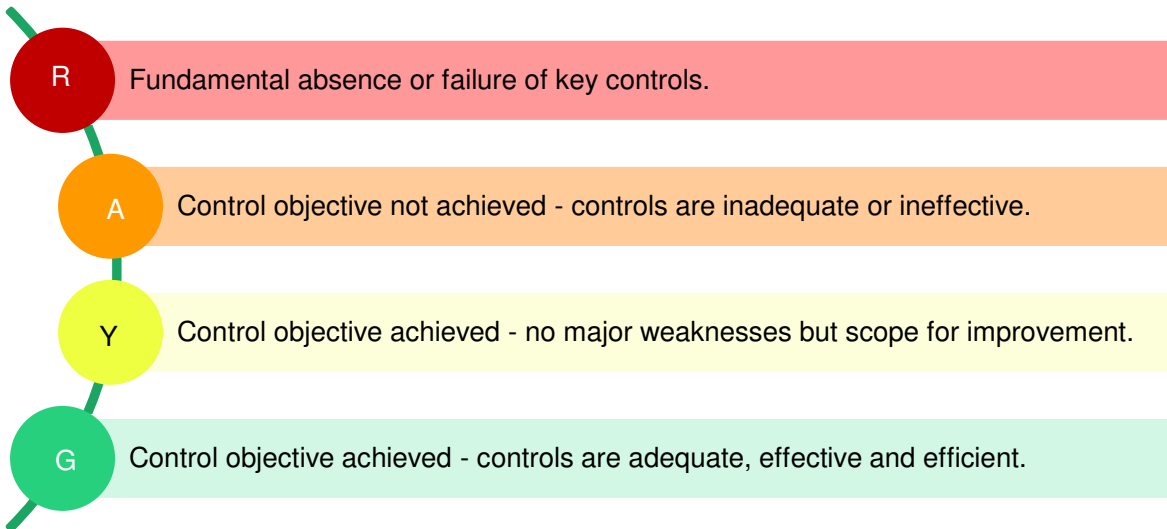 R
Fundamental absence or failure of key controls.
A
Control objective not achieved - controls are inadequate or ineffective.
Y
Control objective achieved - no major weaknesses but scope for improvement.
G
Control objective achieved - controls are adequate, effective and efficient.